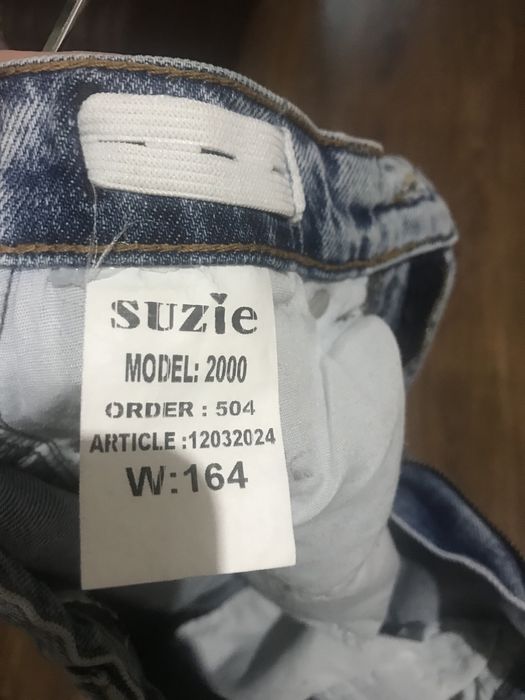 suzie
MODEL: 2000
ORDER : 504
ARTICLE :12032024
W:164